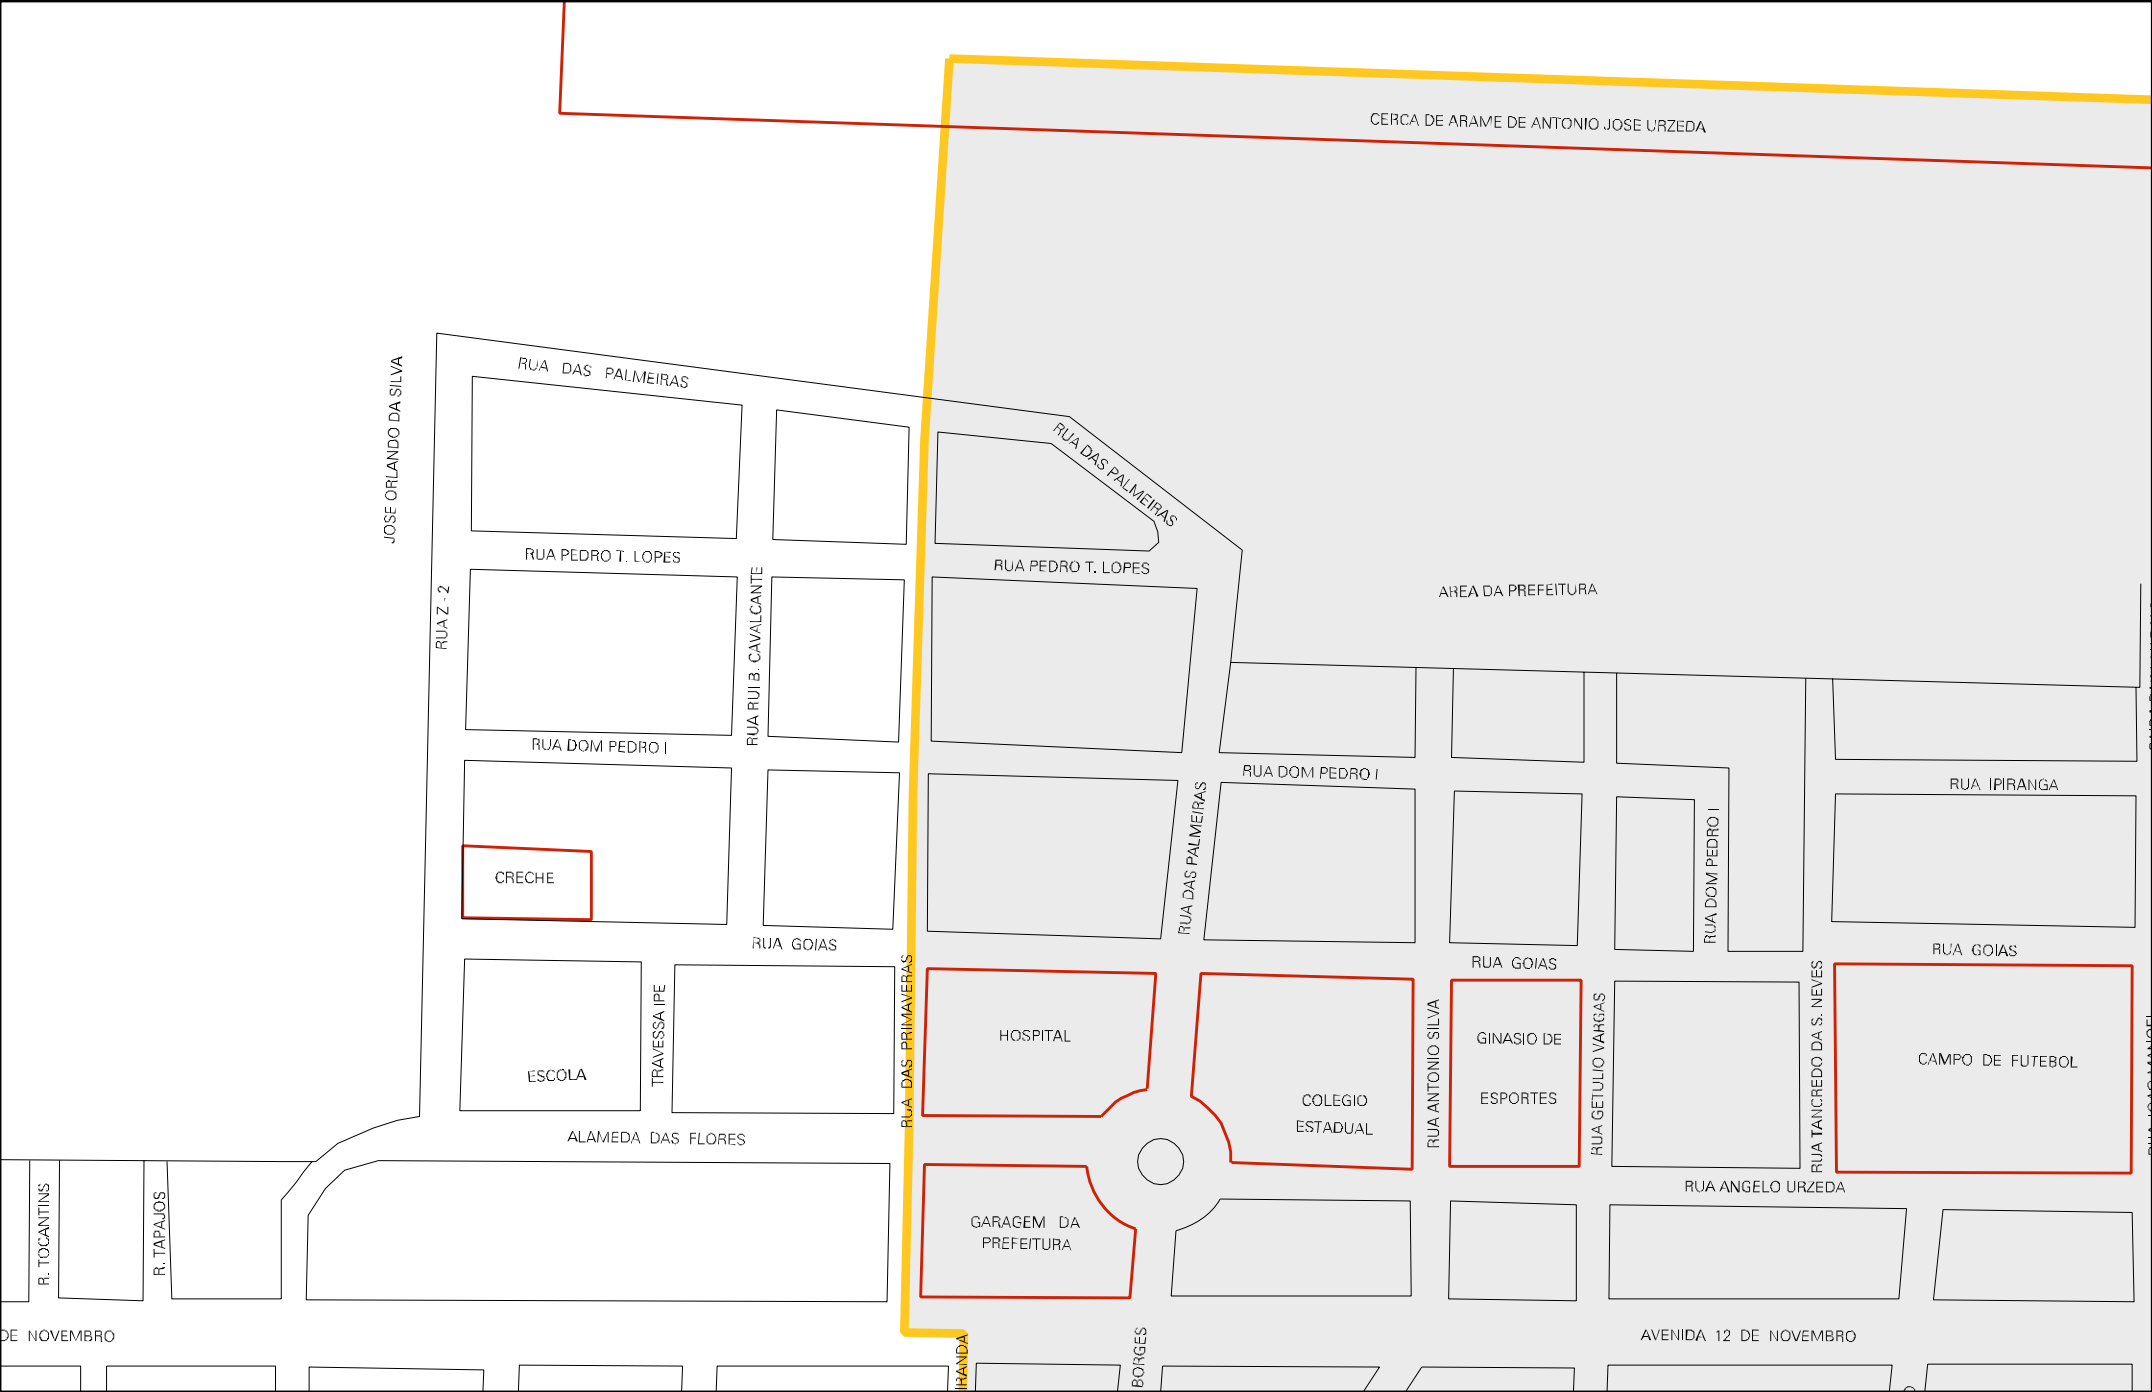 CERCA DE ARAME DE ANTONIO JOSE URZEDA
RUA DAS PALMEIRAS
JOSE ORLANDO DA SILVA
RUA DAS PALMEIRAS
RUA PEDRO T. LOPES
RUA PEDRO T. LOPES
AREA DA PREFEITURA
RUA Z - 2
RUA RUI B. CAVALCANTE
RUA DOM PEDRO I
RUA DOM PEDRO I
RUA IPIRANGA
RUA DAS PALMEIRAS
RUA DOM PEDRO I
CRECHE
RUA GOIAS
RUA GOIAS
RUA GOIAS
RUA DAS PRIMAVERAS
TRAVESSA IPE
HOSPITAL
RUA ANTONIO SILVA
GINASIO DE
ESPORTES
RUA GETULIO VARGAS
RUA TANCREDO DA S. NEVES
CAMPO DE FUTEBOL
ESCOLA
COLEGIO
ESTADUAL
ALAMEDA DAS FLORES
RUA ANGELO URZEDA
R. TOCANTINS
R. TAPAJOS
GARAGEM DA
PREFEITURA
DE NOVEMBRO
AVENIDA 12 DE NOVEMBRO
IRANDA
BORGES